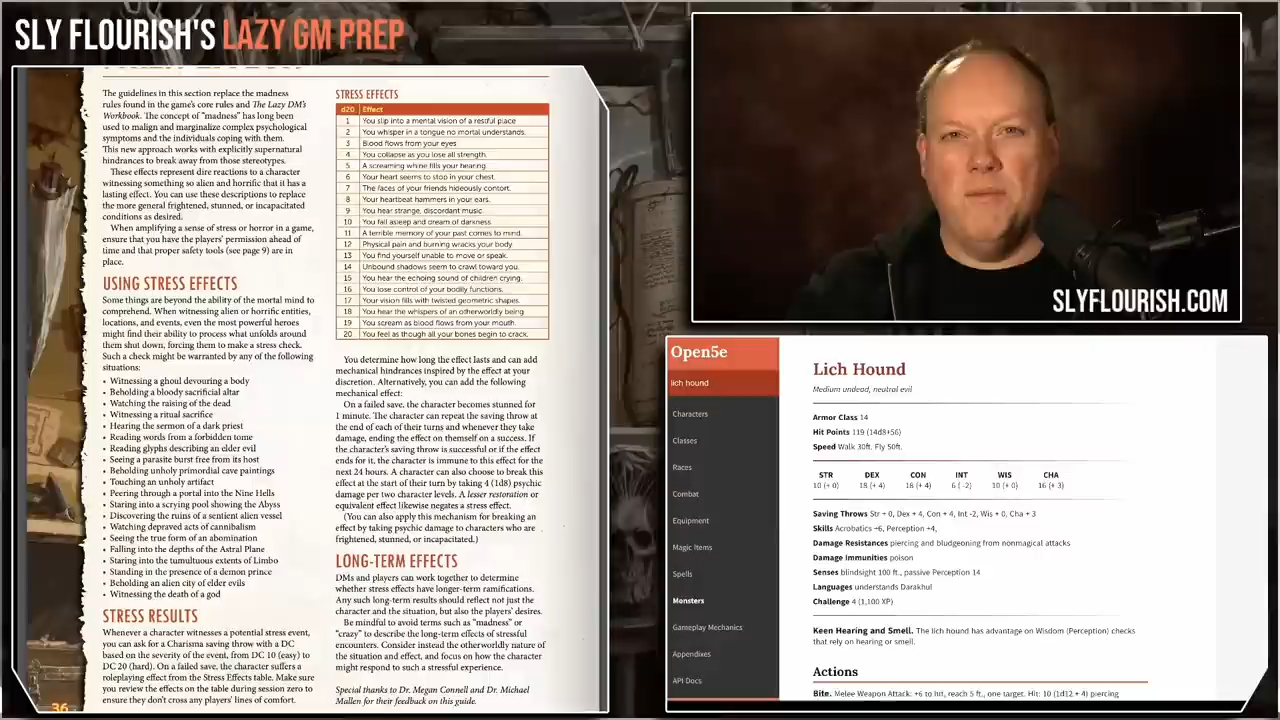 SLY FLOURISH'S LAZY GM PREP
The guidelines in this section replace the madness
rules found in the game's core rules and The Lazy DM's
Workbook. The concept of "madness" has long been
used to malign and marginalize complex psychological
symptoms and the individuals coping with them.
This new approach works with explicitly supernatural
hindrances to break away from those stereotypes.
These effects represent dire reactions to a character
witnessing something so alien and horrific that it has a
lasting effect. You can use these descriptions to replace
the more general frightened, stunned, or incapacitated
conditions as desired.
When amplifying a sense of stress or horror in a game,
ensure that you have the players' permission ahead of
time and that proper safety tools (see page 9) are in
place.
USING STRESS EFFECTS
Some things are beyond the ability of the mortal mind to
comprehend. When witnessing alien or horrific entities,
locations, and events, even the most powerful heroes
might find their ability to process what unfolds around
them shut down, forcing them to make a stress check.
Such a check might be warranted by any of the following
situations:
• Witnessing a ghoul devouring a body
• Beholding a bloody sacrificial altar
• Watching the raising of the dead
• Witnessing a ritual sacrifice
• Hearing the sermon of a dark priest
• Reading words from a forbidden tome
• Reading glyphs describing an elder evil
• Seeing a parasite burst free from its host
• Beholding unholy primordial cave paintings
• Touching an unholy artifact
• Peering through a portal into the Nine Hells
• Staring into a scrying pool showing the Abyss
• Discovering the ruins of a sentient alien vessel
• Watching depraved acts of cannibalism
• Seeing the true form of an abomination
• Falling into the depths of the Astral Plane
• Staring into the tumultuous extents of Limbo
• Standing in the presence of a demon prince
• Beholding an alien city of elder evils
• Witnessing the death of a god
STRESS RESULTS
Whenever a character witnesses a potential stress event,
you can ask for a Charisma saving throw with a DC
based on the severity of the event, from DC 10 (easy) to
DC 20 (hard). On a failed save, the character suffers a
roleplaying effect from the Stress Effects table. Make sure
you review the effects on the table during session zero to
ensure they don't cross any players' lines of comfort.
36
STRESS EFFECTS
d20 Effect
1 You slip into a mental vision of a restful place
2 You whisper in a tongue no mortal understands.
3 Blood flows from your eyes
4 You collapse as you lose all strength.
5 A screaming whine fills your hearing.
6 Your heart seems to stop in your chest.
7 The faces of your friends hideously contort.
8 Your heartbeat hammers in your ears.
9 You hear strange, discordant music.
10 You fall asleep and dream of darkness.
11 A terrible memory of your past comes to mind.
12 Physical pain and burning wracks your body
13 You find yourself unable to move or speak.
14 Unbound shadows seem to crawl toward you.
15 You hear the echoing sound of children crying.
16 You lose control of your bodily functions.
17 Your vision fills with twisted geometric shapes.
18 You hear the whispers of an otherworldly being
19 You scream as blood flows from your mouth.
20 You feel as though all your bones begin to crack.
You determine how long the effect lasts and can add
mechanical hindrances inspired by the effect at your
discretion. Alternatively, you can add the following
mechanical effect:
On a failed save, the character becomes stunned for
1 minute. The character can repeat the saving throw at
the end of each of their turns and whenever they take
damage, ending the effect on themself on a success. If
the character's saving throw is successful or if the effect
ends for it, the character is immune to this effect for the
next 24 hours. A character can also choose to break this
effect at the start of their turn by taking 4 (1d8) psychic
damage per two character levels. A lesser restoration or
equivalent effect likewise negates a stress effect.
(You can also apply this mechanism for breaking an
effect by taking psychic damage to characters who are
frightened, stunned, or incapacitated.)
LONG-TERM EFFECTS
DMs and players can work together to determine
whether stress effects have longer-term ramifications.
Any such long-term results should reflect not just the
character and the situation, but also the players' desires.
Be mindful to avoid terms such as "madness" or
"crazy" to describe the long-term effects of stressful
encounters. Consider instead the otherworldly nature of
the situation and effect, and focus on how the character
might respond to such a stressful experience.
Special thanks to Dr. Megan Connell and Dr. Michael
Mallen for their feedback on this guide.
SLYFLOURISH.COM
Open5e
lich hound
Characters
Classes
Races
Combat
Equipment
Magic Items
Spells
Monsters
Gameplay Mechanics
Appendixes
API Docs
Lich Hound
Medium undead, neutral evil
Armor Class 14
Hit Points 119 (14d8+56)
Speed Walk 30ft. Fly 50ft.
STR DEX CON INT WIS CHA
10 (+ 0) 18 (+ 4) 18 (+ 4) 6 ( -2) 10 (+ 0) 16 (+ 3)
Saving Throws Str + 0, Dex + 4, Con + 4, Int -2, Wis + 0, Cha + 3
Skills Acrobatics +6, Perception +4,
Damage Resistances piercing and bludgeoning from nonmagical attacks
Damage Immunities poison
Senses blindsight 100 ft., passive Perception 14
Languages understands Darakhul
Challenge 4 (1,100 XP)
Keen Hearing and Smell. The lich hound has advantage on Wisdom (Perception) checks
that rely on hearing or smell.
Actions
Bite. Melee Weapon Attack: +6 to hit, reach 5 ft., one target. Hit: 10 (1d12 + 4) piercing